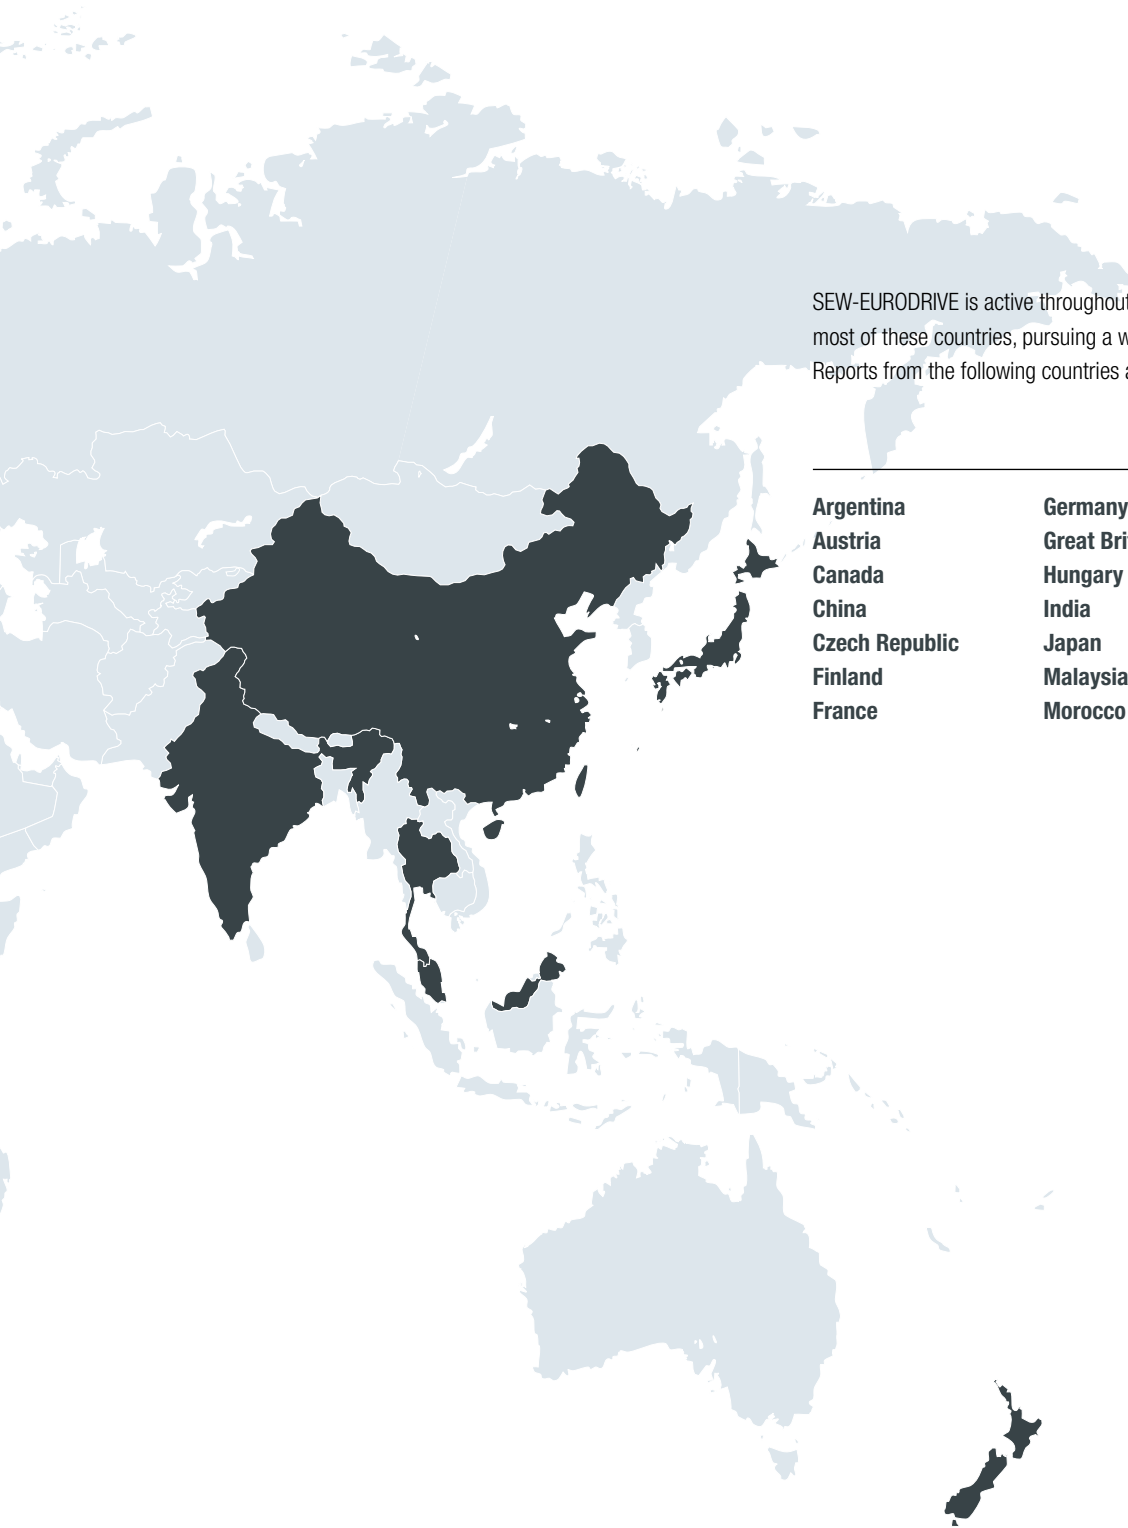 SEW-EURODRIVE is active throughout
most of these countries, pursuing a w
Reports from the following countries a
Argentina
Austria
Canada
China
Czech Republic
Finland
France
Germany
Great Bri
Hungary
India
Japan
Malaysia
Morocco